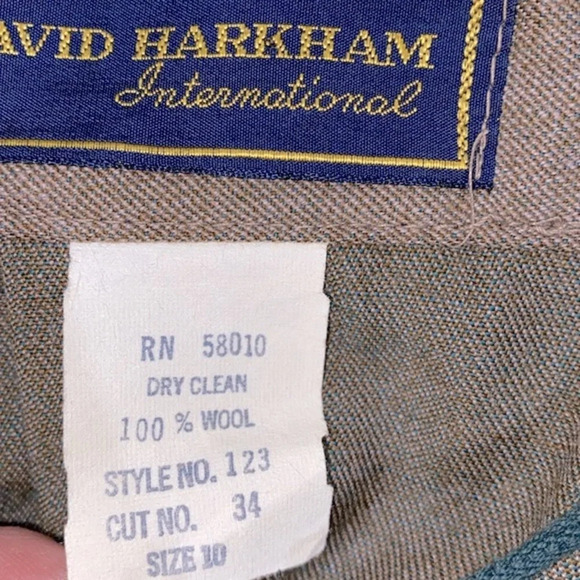 AVID HARKHAM
International
RN 58010
DRY CLEAN
100 % WOOL
STYLE NO. 123
CUT NO. 34
SIZE 10